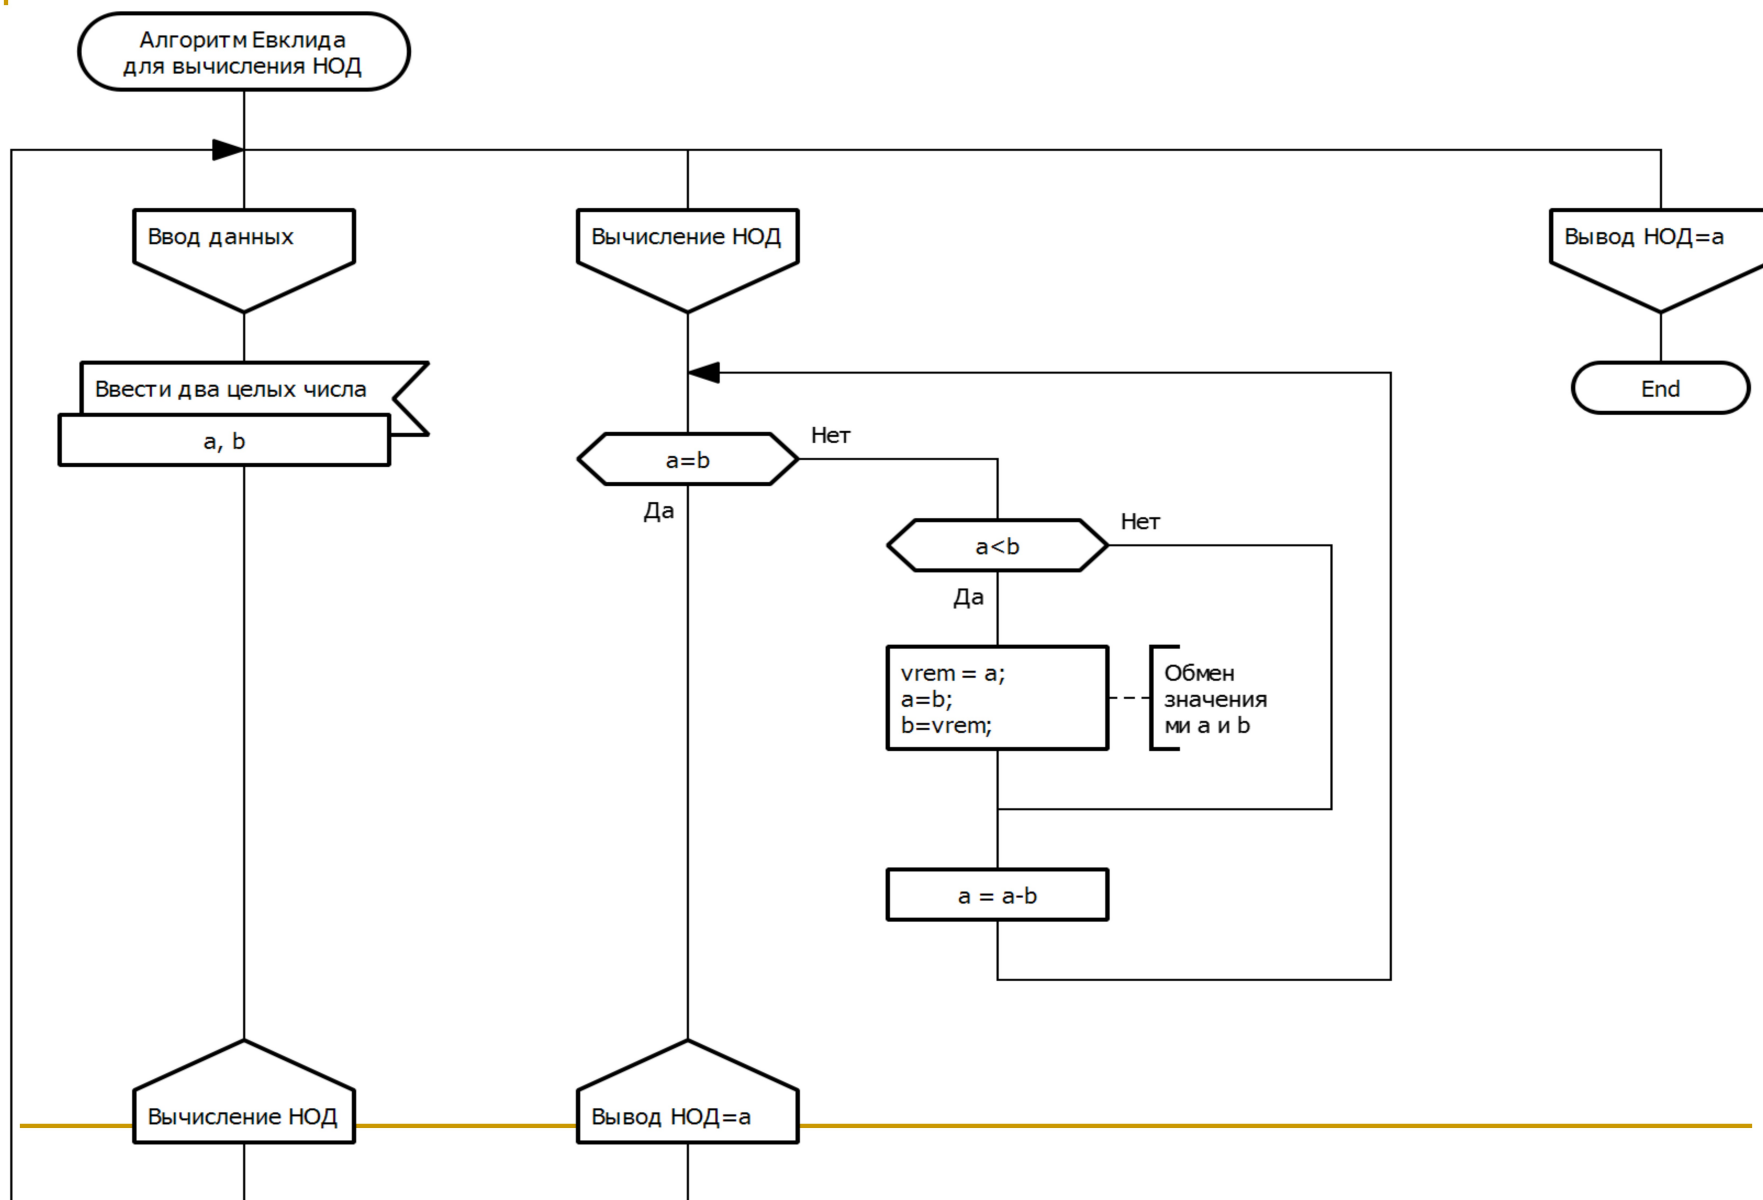 Алгоритм Евклида
для вычисления НОД
Ввод данных
Ввести два целых числа
a, b
Вычисление НОД
Вычисление НОД
a=b
Нет
Да
a<b
Нет
Да
vrem = a;
a=b;
b=vrem;
Обмен
значения
ми a и b
a = a-b
Вывод НОД=a
Вывод НОД=a
End